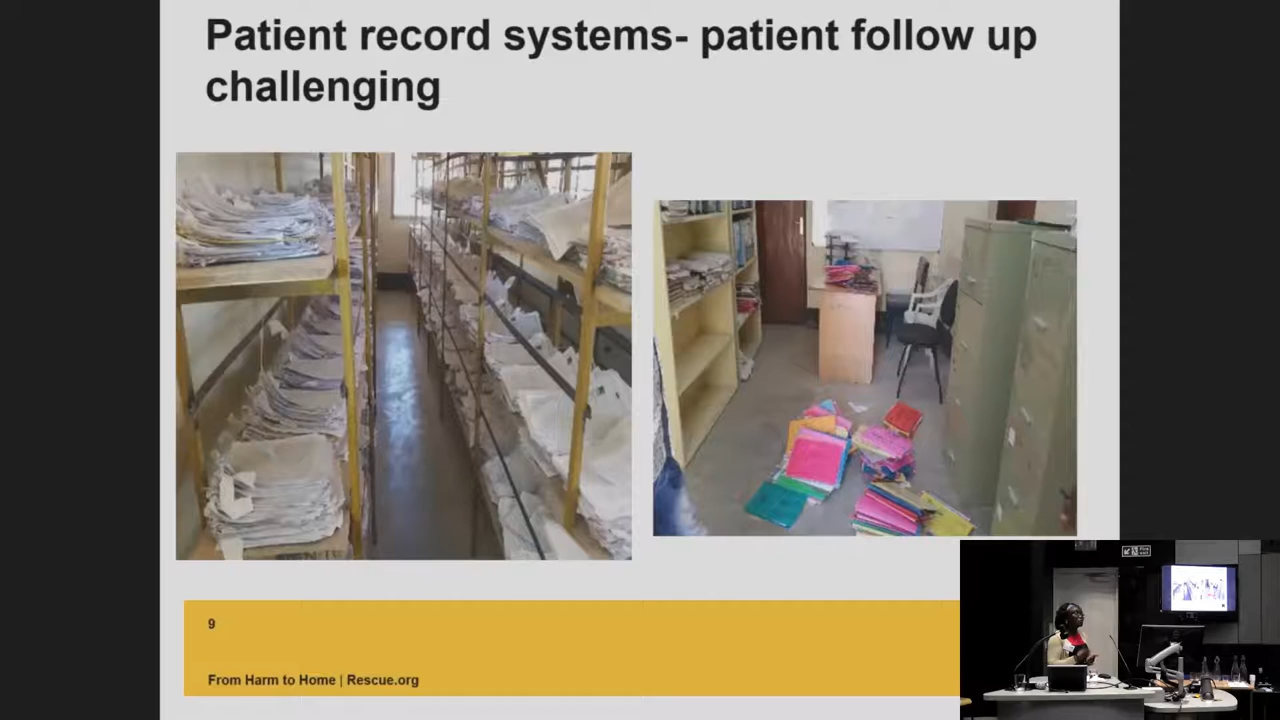 Patient record systems- patient follow up
challenging
9
From Harm to Home | Rescue.org